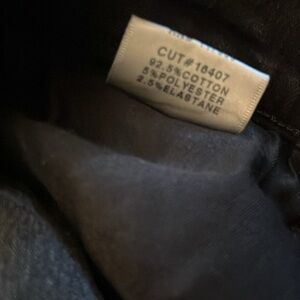 CUT# 18407
92.5%COTTON
5%POLYESTER
2.5%ELASTANE